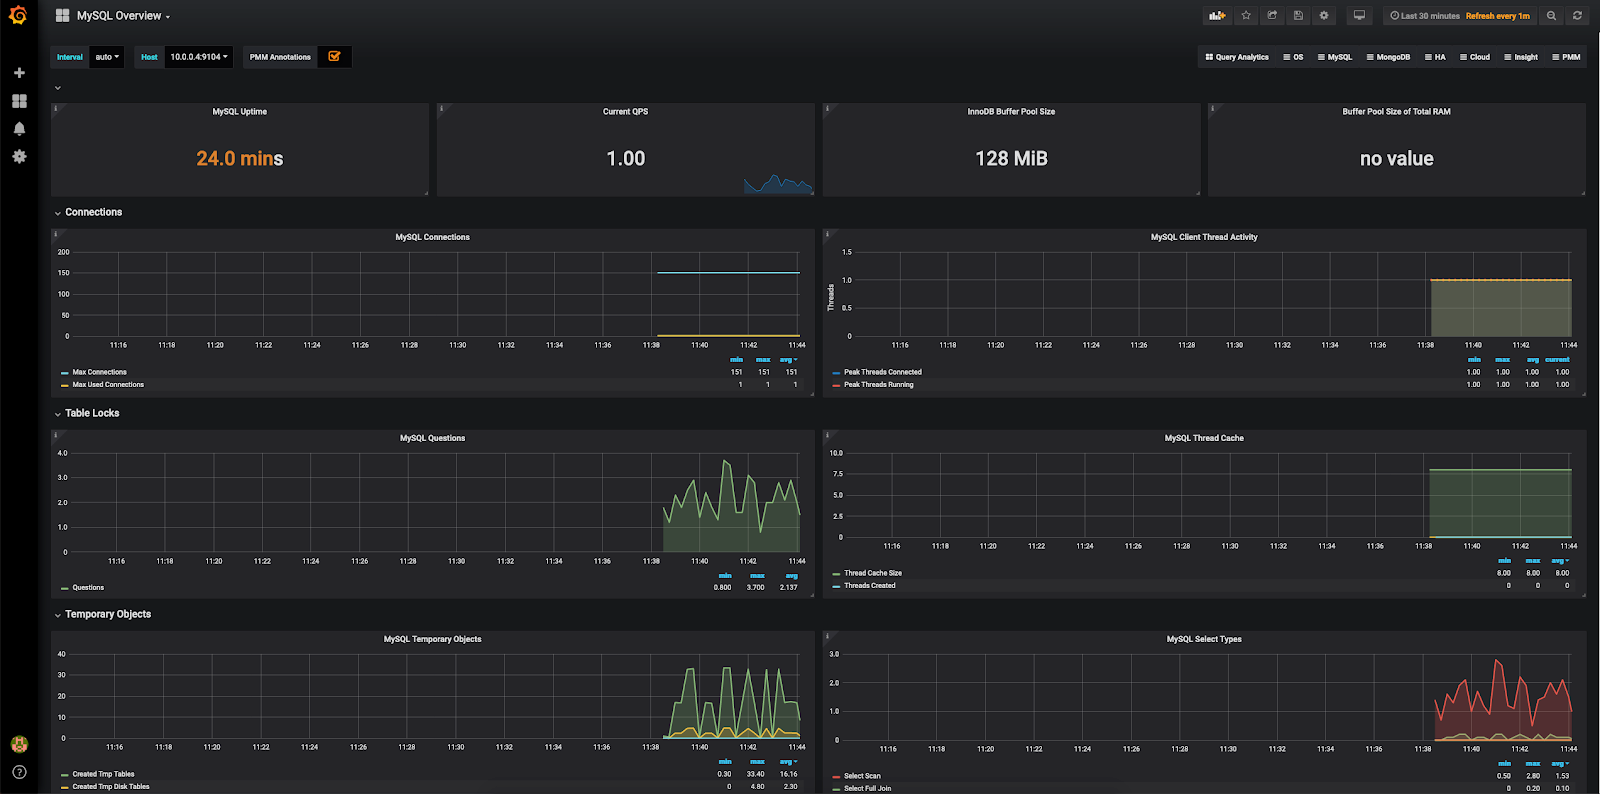 MySQL Overview
Last 30 minutes Refresh every 1m
Interval auto Host 10.0.0.4:9104 PMM Annotations
Query Analytics OS MySQL MongoDB HA Cloud Insight PMM
MySQL Uptime
24.0 mins
Current QPS
1.00
InnoDB Buffer Pool Size
128 MiB
Buffer Pool Size of Total RAM
no value
Connections
MySQL Connections
200
150
100
50
0
11:16 11:18 11:20 11:22 11:24 11:26 11:28 11:30 11:32 11:34 11:36 11:38 11:40 11:42 11:44
min max avg
Max Connections 151 151 151
Max Used Connections 1 1 1
MySQL Client Thread Activity
Threads
1.5
1.0
0.5
0
11:16 11:18 11:20 11:22 11:24 11:26 11:28 11:30 11:32 11:34 11:36 11:38 11:40 11:42 11:44
min max avg current
Peak Threads Connected 1.00 1.00 1.00 1.00
Peak Threads Running 1.00 1.00 1.00 1.00
Table Locks
MySQL Questions
4.0
3.0
2.0
1.0
0
11:16 11:18 11:20 11:22 11:24 11:26 11:28 11:30 11:32 11:34 11:36 11:38 11:40 11:42 11:44
min max avg
Questions 0.800 3.700 2.137
MySQL Thread Cache
10.0
7.5
5.0
2.5
0
11:16 11:18 11:20 11:22 11:24 11:26 11:28 11:30 11:32 11:34 11:36 11:38 11:40 11:42 11:44
min max avg
Thread Cache Size 8.00 8.00 8.00
Threads Created 0 0 0
Temporary Objects
MySQL Temporary Objects
40
30
20
10
0
11:16 11:18 11:20 11:22 11:24 11:26 11:28 11:30 11:32 11:34 11:36 11:38 11:40 11:42 11:44
min max avg
Created Tmp Tables 0.30 33.40 16.16
Created Tmp Disk Tables 0 4.80 2.30
MySQL Select Types
3.0
2.0
1.0
0
11:16 11:18 11:20 11:22 11:24 11:26 11:28 11:30 11:32 11:34 11:36 11:38 11:40 11:42 11:44
min max avg
Select Scan 0.50 2.80 1.53
Select Full Join 0 0.20 0.10